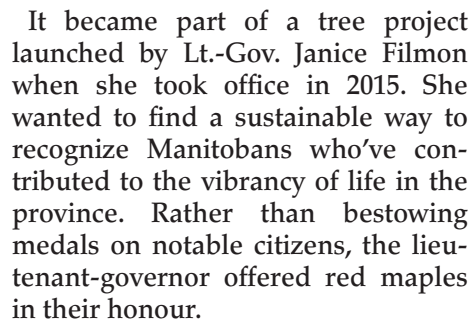 It became part of a tree project
launched by Lt.-Gov. Janice Filmon
when she took office in 2015. She
wanted to find a sustainable way to
recognize Manitobans who've con-
tributed to the vibrancy of life in the
province. Rather than bestowing
medals on notable citizens, the lieu-
tenant-governor offered red maples
in their honour.